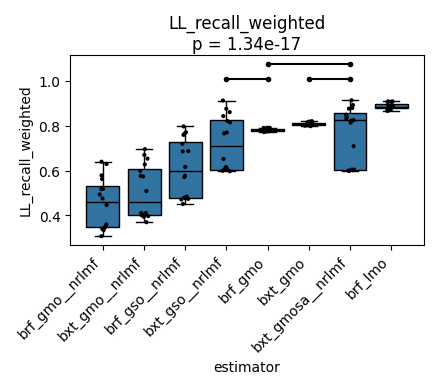 LL_recall_weighted
p = 1.34e-17
1.0
0.8
0.6
0.4
LL_recall_weighted
brf_gmo__nrlmf
bxt_gmo__nrlmf
brf_gso__nrlmf
bxt_gso__nrlmf
brf_gmo
bxt_gmo
bxt_gmosa__nrlmf
brf_lmo
estimator